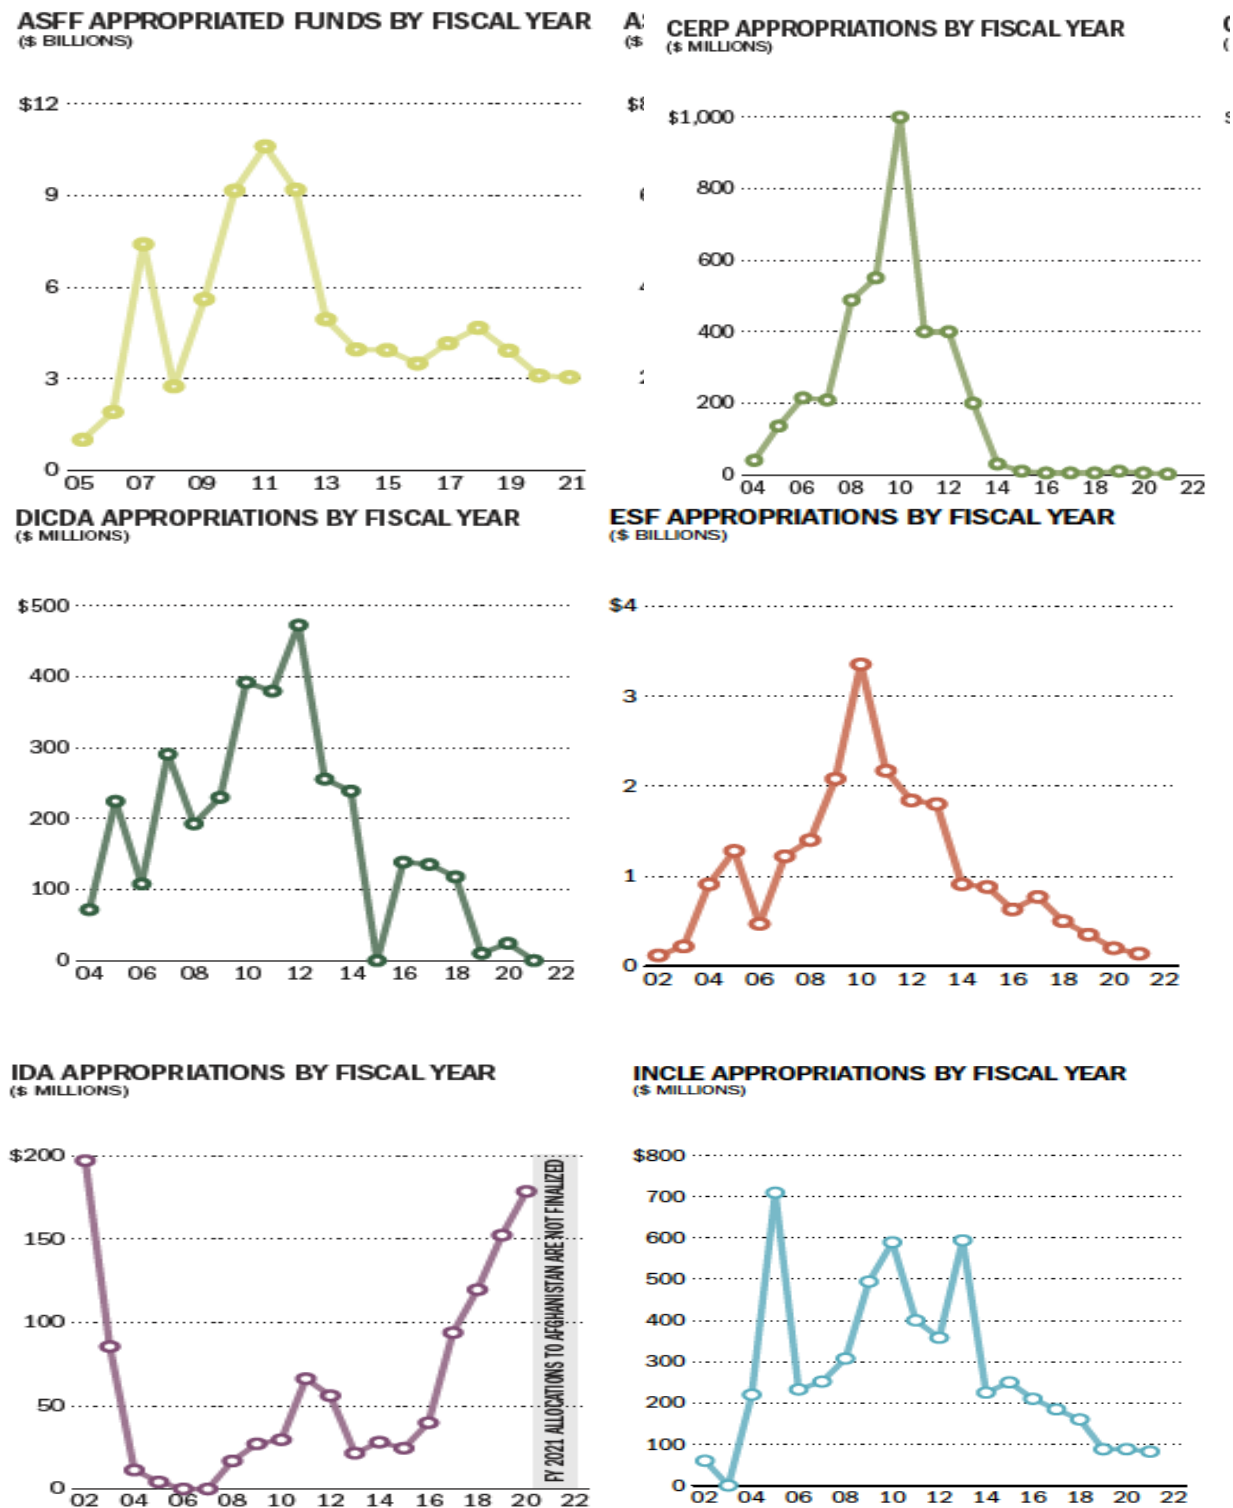 ASFF APPROPRIATED FUNDS BY FISCAL YEAR
($ BILLIONS)
$12
9
6
3
0
05 07 09 11 13 15 17 19 21
A
($
$8
CERP APPROPRIATIONS BY FISCAL YEAR
($ MILLIONS)
$1,000
800
600
400
200
0
04 06 08 10 12 14 16 18 20 22
DICDA APPROPRIATIONS BY FISCAL YEAR
($ MILLIONS)
$500
400
300
200
100
0
04 06 08 10 12 14 16 18 20 22
ESF APPROPRIATIONS BY FISCAL YEAR
($ BILLIONS)
$4
3
2
1
0
02 04 06 08 10 12 14 16 18 20 22
IDA APPROPRIATIONS BY FISCAL YEAR
($ MILLIONS)
$200
150
100
50
0
02 04 06 08 10 12 14 16 18 20 22
FY 2021 ALLOCATIONS TO AFGHANISTAN ARE NOT FINALIZED
INCLE APPROPRIATIONS BY FISCAL YEAR
($ MILLIONS)
$800
700
600
500
400
300
200
100
0
02 04 06 08 10 12 14 16 18 20 22